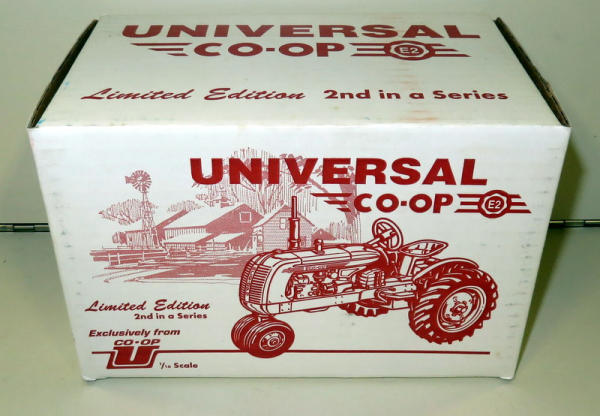 UNIVERSAL
CO-OP E2
Limited Edition 2nd in a Series
UNIVERSAL
CO-OP E2
Limited Edition
2nd in a Series
Exclusively from
CO-OP
U
1/16 Scale